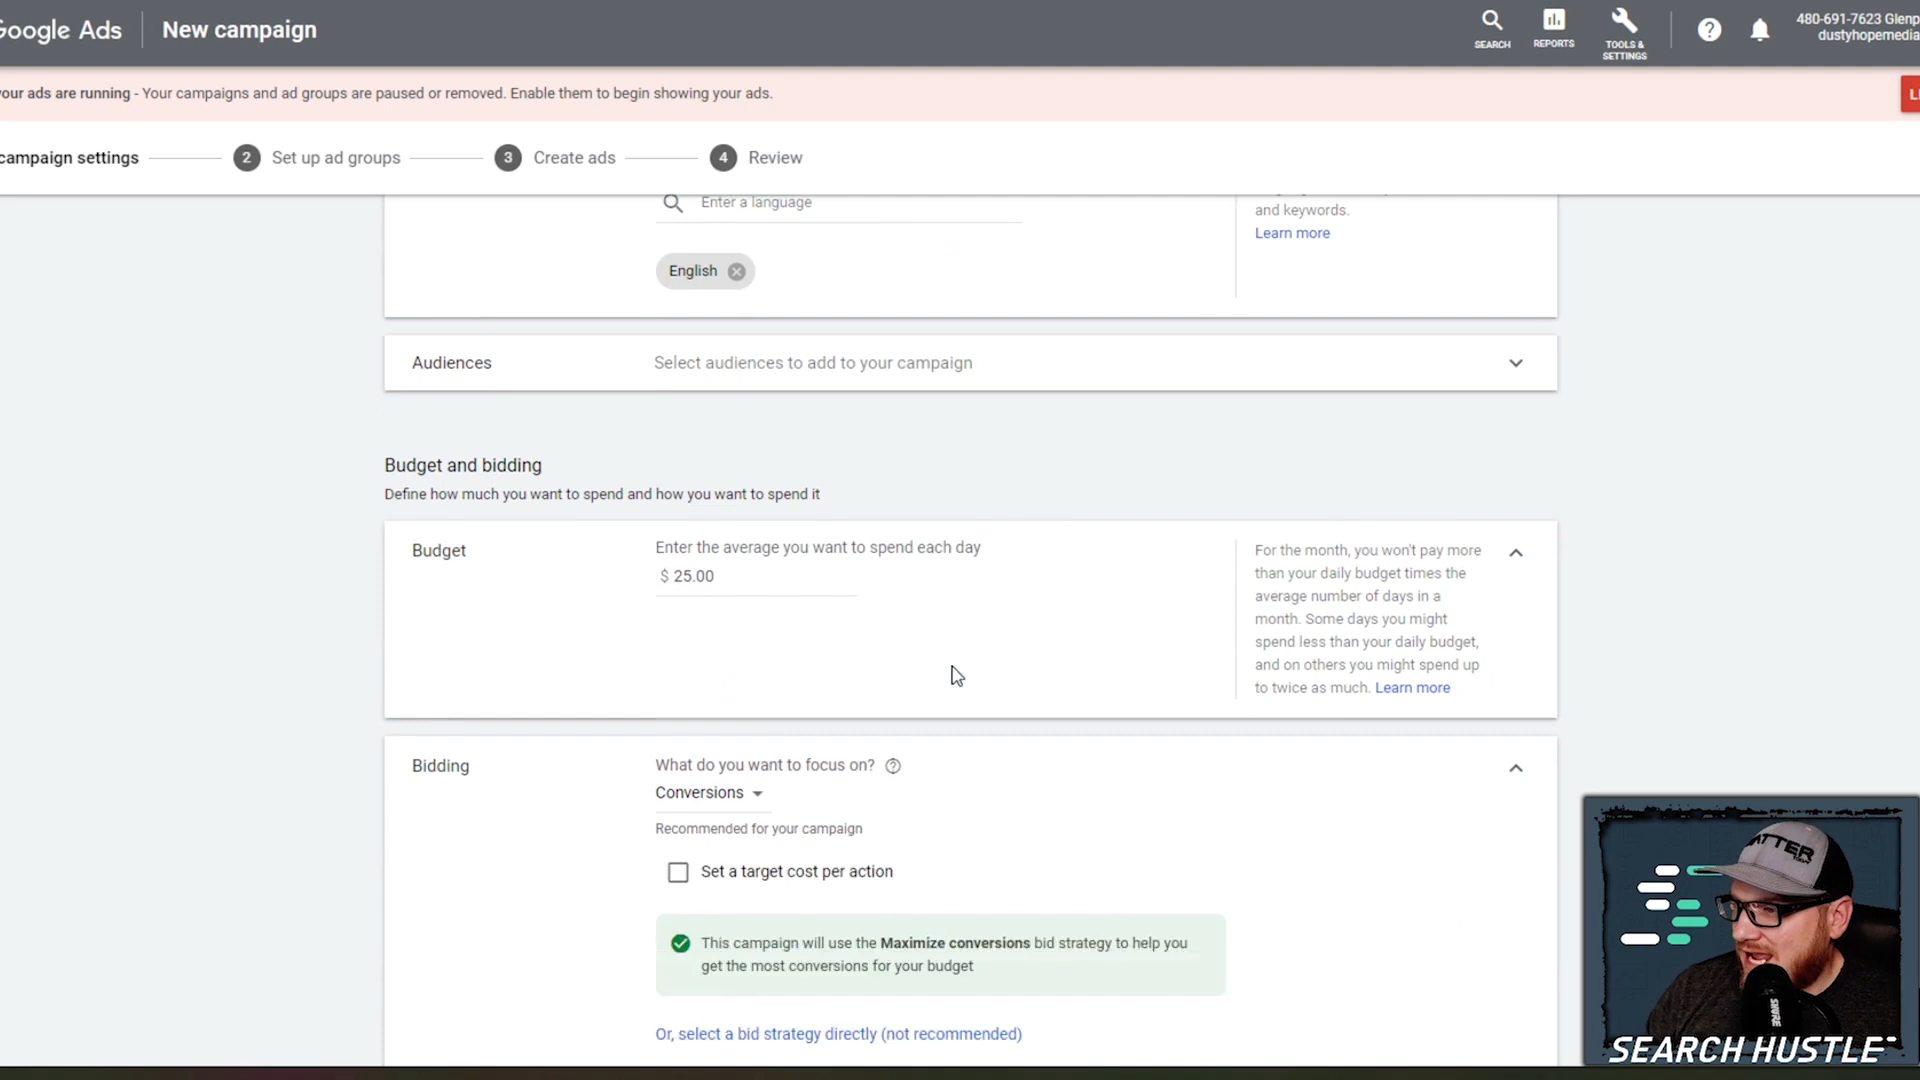 Google Ads
New campaign
SEARCH
REPORTS
TOOLS &
SETTINGS
480-691-7623 Glenp
dustyhopemedia
our ads are running - Your campaigns and ad groups are paused or removed. Enable them to begin showing your ads.
campaign settings
2 Set up ad groups
3 Create ads
4 Review
Enter a language
English
and keywords.
Learn more
Audiences
Select audiences to add to your campaign
Budget and bidding
Define how much you want to spend and how you want to spend it
Budget
Enter the average you want to spend each day
$ 25.00
For the month, you won't pay more
than your daily budget times the
average number of days in a
month. Some days you might
spend less than your daily budget,
and on others you might spend up
to twice as much. Learn more
Bidding
What do you want to focus on?
Conversions
Recommended for your campaign
Set a target cost per action
This campaign will use the Maximize conversions bid strategy to help you
get the most conversions for your budget
Or, select a bid strategy directly (not recommended)
SHURE
SEARCH HUSTLE